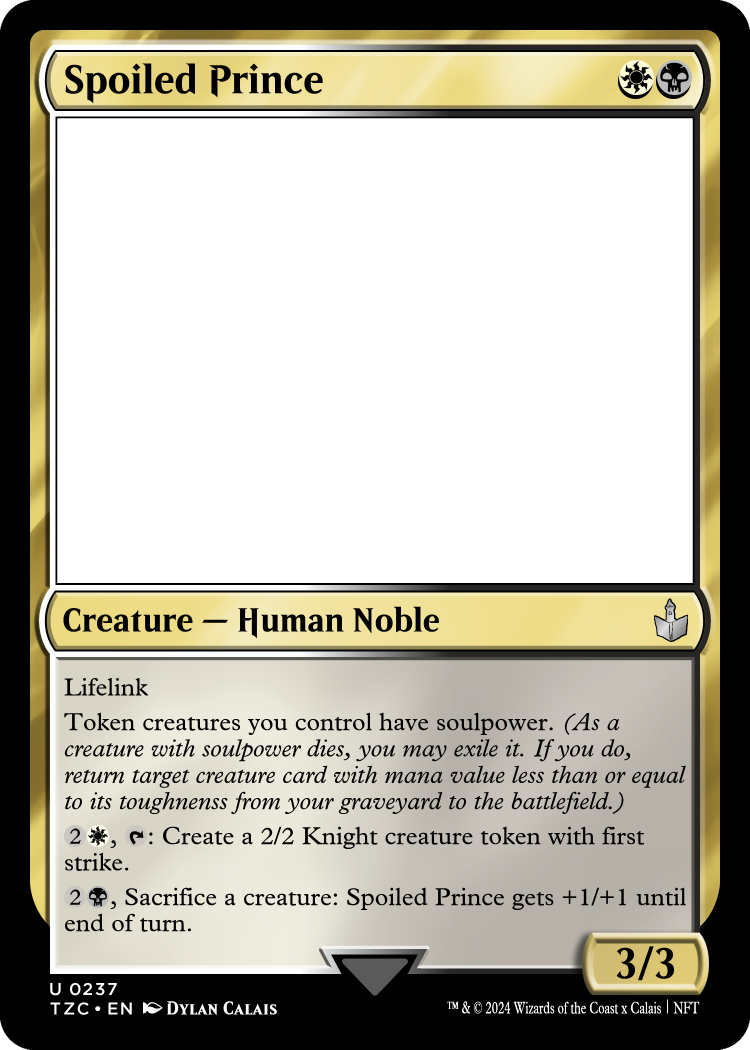 Spoiled Prince
Creature — Human Noble
Lifelink
Token creatures you control have soulpower. (As a
creature with soulpower dies, you may exile it. If you do,
return target creature card with mana value less than or equal
to its toughnenss from your graveyard to the battlefield.)
2 , : Create a 2/2 Knight creature token with first
strike.
2 , Sacrifice a creature: Spoiled Prince gets +1/+1 until
end of turn.
3/3
U 0237
TZC • EN Dylan Calais
™ & © 2024 Wizards of the Coast x Calais | NFT